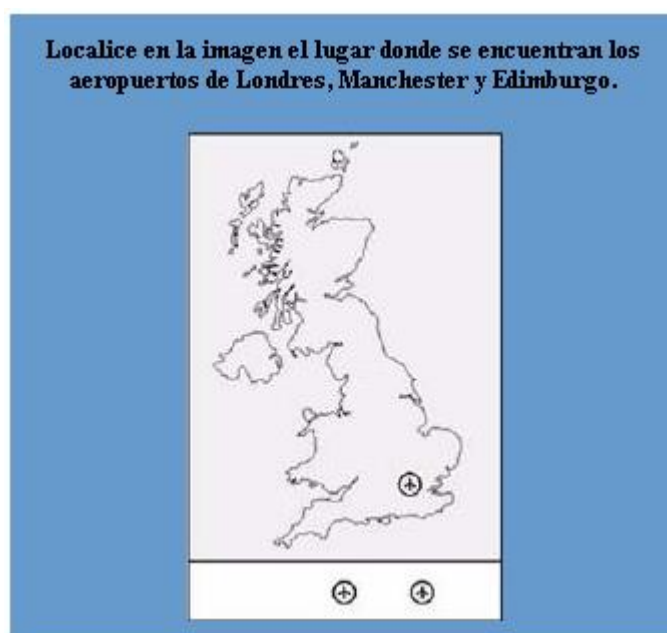 Localice en la imagen el lugar donde se encuentran los
aeropuertos de Londres, Manchester y Edimburgo.